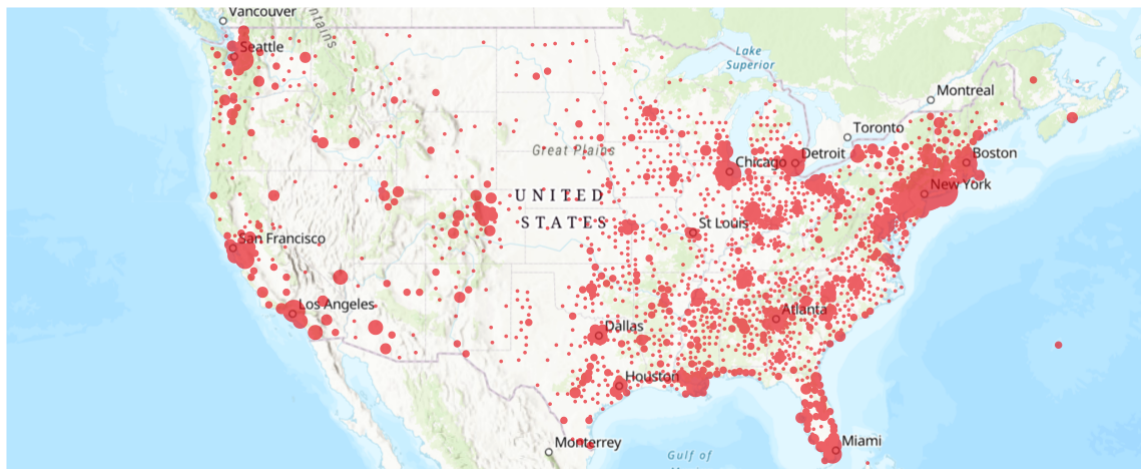 Vancouver
Seattle
Lake
Superior
Montreal
Toronto
Great Plains
Chicago
Detroit
Boston
New York
UNITED
STATES
St Louis
San Francisco
Los Angeles
Atlanta
Dallas
Houston
Monterrey
Miami
Gulf of